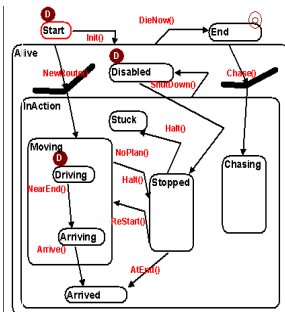 D
Start
Init()
DieNow()
End
Alive
D
Disabled
NewRoute()
ShutDown()
Chase()
InAction
Stuck
Halt()
Moving
NoPlan()
D
Driving
Halt()
Stopped
Chasing
NearEnd()
ReStart()
Arriving
Arrive()
AtEnd()
Arrived